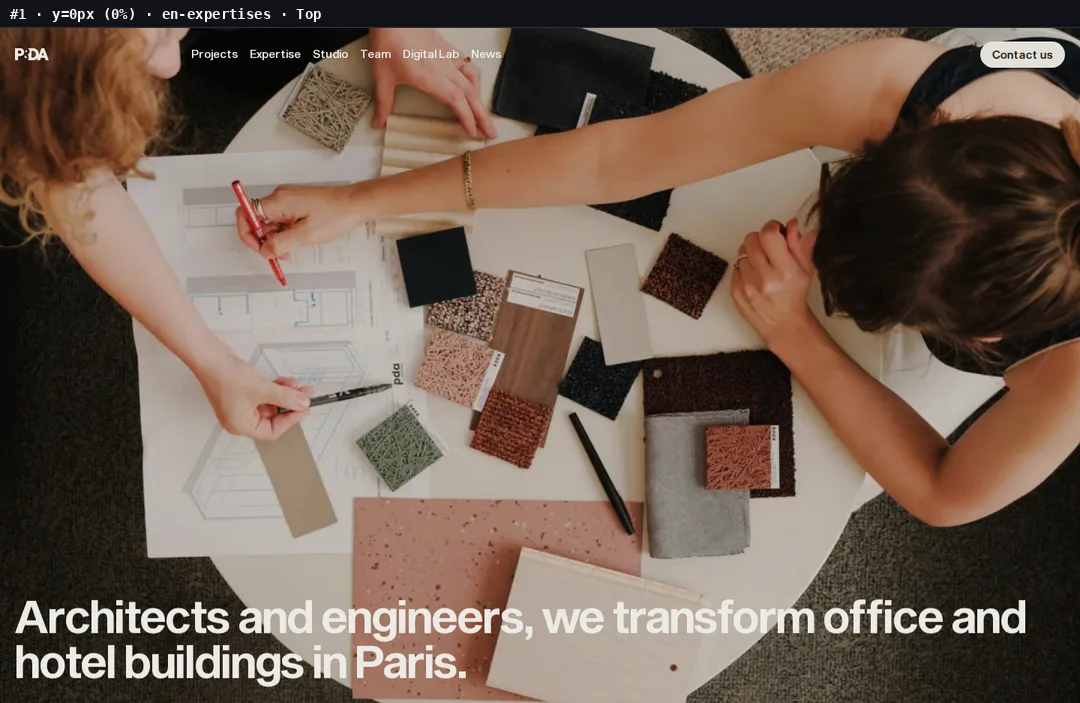 #1 · y=0px (0%) · en-expertises · Top
P:DA
Projects Expertise Studio Team Digital Lab News
Contact us
pda
Architects and engineers, we transform office and
hotel buildings in Paris.